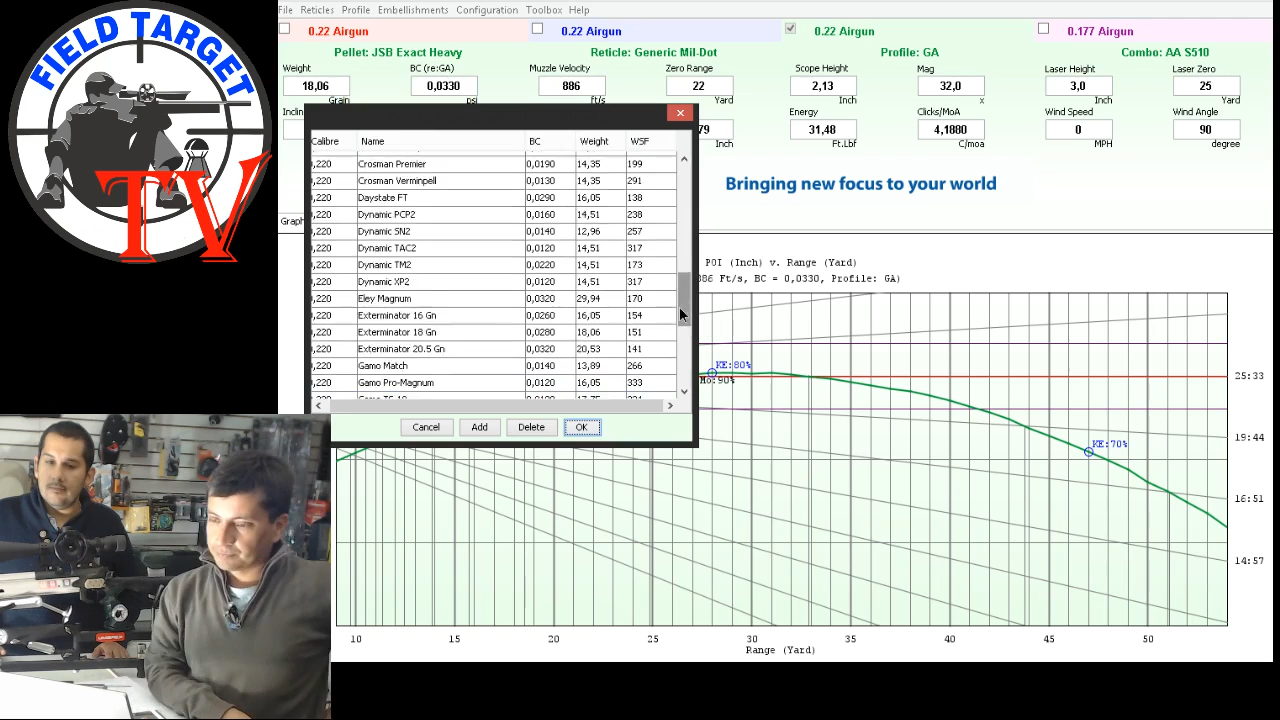 FIELD TARGET
TV
File Reticles Profile Embellishments Configuration Toolbox Help
0.22 Airgun 0.22 Airgun 0.22 Airgun 0.177 Airgun
Pellet: JSB Exact Heavy Reticle: Generic Mil-Dot Profile: GA Combo: AA S510
Weight BC (re:GA) Muzzle Velocity Zero Range Scope Height Mag Laser Height Laser Zero
18,06 0,0330 886 22 2,13 32,0 3,0 25
Grain psi ft/s Yard Inch x Inch Yard
Energy Clicks/MoA Wind Speed Wind Angle
79 31,48 4,1880 0 90
Inch Ft.Lbf C/moa MPH degree
Bringing new focus to your world
Calibre Name BC Weight WSF
,220 Crosman Premier 0,0190 14,35 199
,220 Crosman Verminpell 0,0130 14,35 291
,220 Daystate FT 0,0290 16,05 138
,220 Dynamic PCP2 0,0160 14,51 238
,220 Dynamic SN2 0,0140 12,96 257
,220 Dynamic TAC2 0,0120 14,51 317
,220 Dynamic TM2 0,0220 14,51 173
,220 Dynamic XP2 0,0120 14,51 317
,220 Eley Magnum 0,0320 29,94 170
,220 Exterminator 16 Gn 0,0260 16,05 154
,220 Exterminator 18 Gn 0,0280 18,06 151
,220 Exterminator 20.5 Gn 0,0320 20,53 141
,220 Gamo Match 0,0140 13,89 266
,220 Gamo Pro-Magnum 0,0120 16,05 333
Cancel Add Delete OK
Graph
POI (Inch) v. Range (Yard)
886 Ft/s, BC = 0,0330, Profile: GA)
KE:80%
Mo:90%
KE:70%
25:33
19:44
16:51
14:57
10 15 20 25 30 35 40 45 50
Range (Yard)
UMAREX